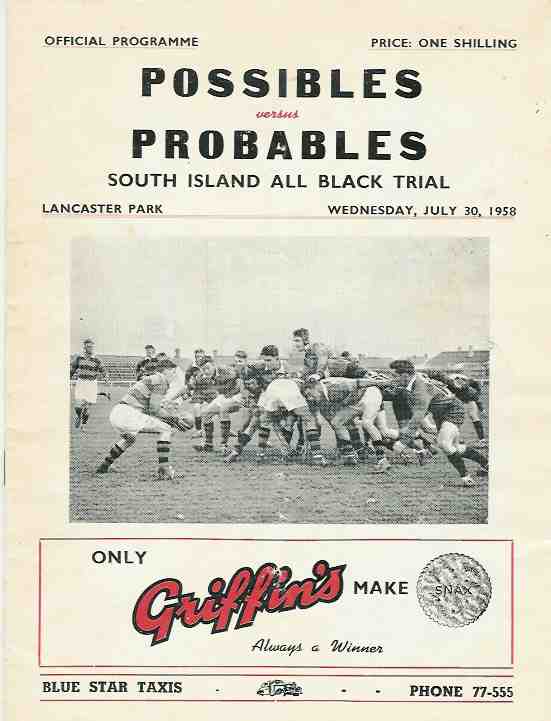 OFFICIAL PROGRAMME PRICE: ONE SHILLING
POSSIBLES
versus
PROBABLES
SOUTH ISLAND ALL BLACK TRIAL
LANCASTER PARK WEDNESDAY, JULY 30, 1958
ONLY Griffin's MAKE SNAX
Always a Winner
BLUE STAR TAXIS - - - PHONE 77-555